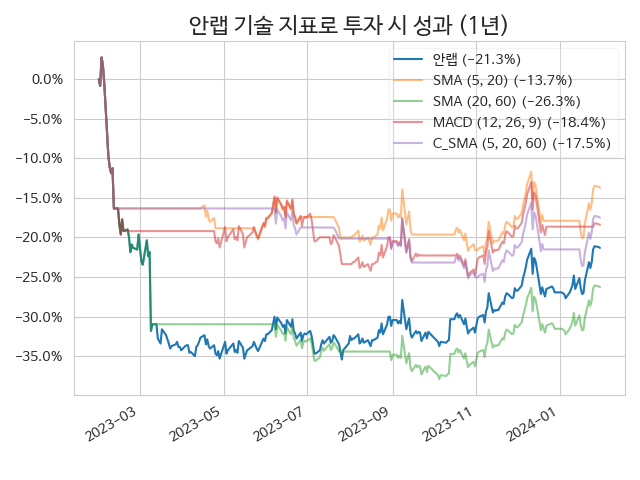 안랩 기술 지표로 투자 시 성과 (1년)
안랩 (−21.3%)
SMA (5, 20) (−13.7%)
SMA (20, 60) (−26.3%)
MACD (12, 26, 9) (−18.4%)
C_SMA (5, 20, 60) (−17.5%)
0.0%
−5.0%
−10.0%
−15.0%
−20.0%
−25.0%
−30.0%
−35.0%
2023−03
2023−05
2023−07
2023−09
2023−11
2024−01